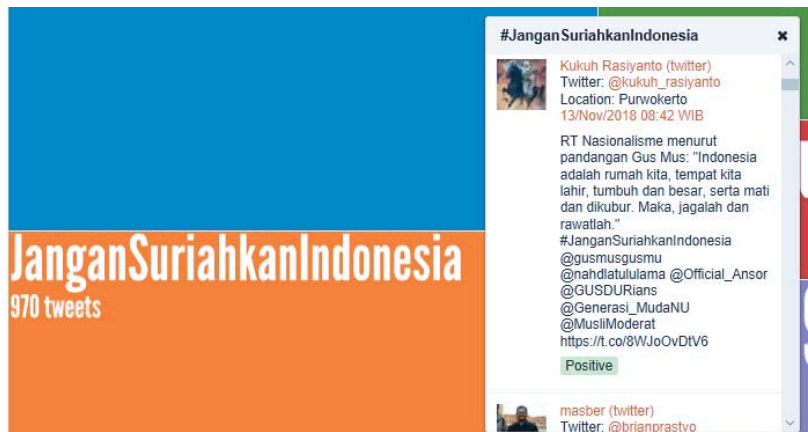 #JanganSuriahkanIndonesia
Kukuh Rasiyanto (twitter)
Twitter: @kukuh_rasiyanto
Location: Purwokerto
13/Nov/2018 08:42 WIB
RT Nasionalisme menurut
pandangan Gus Mus: "Indonesia
adalah rumah kita, tempat kita
lahir, tumbuh dan besar, serta mati
dan dikubur. Maka, jagalah dan
rawatlah."
#JanganSuriahkanIndonesia
@gusmusgusmu
@nahdlatululama @Official_Ansor
@GUSDURians
@Generasi_MudaNU
@MusliModerat
https://t.co/8WJoOvDtV6
Positive
masber (twitter)
Twitter: @brianprastyo
JanganSuriahkanIndonesia
970 tweets